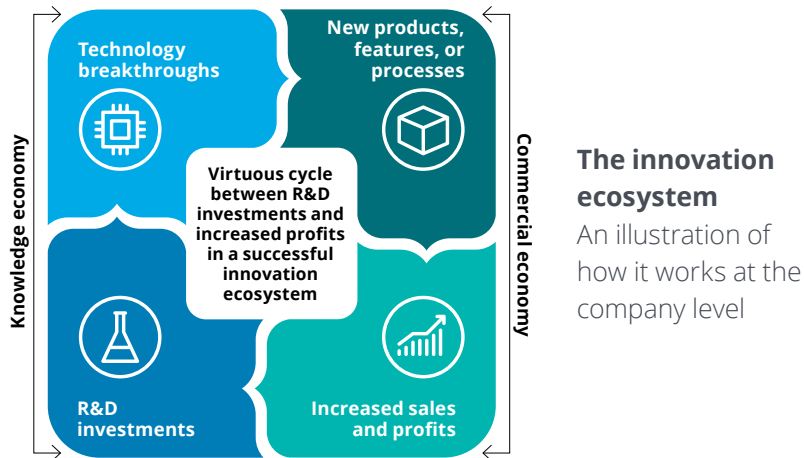 Technology
breakthroughs
New products,
features, or
processes
Knowledge economy
Virtuous cycle
between R&D
investments and
increased profits
in a successful
innovation
ecosystem
Commercial economy
R&D
investments
Increased sales
and profits
The innovation
ecosystem
An illustration of
how it works at the
company level